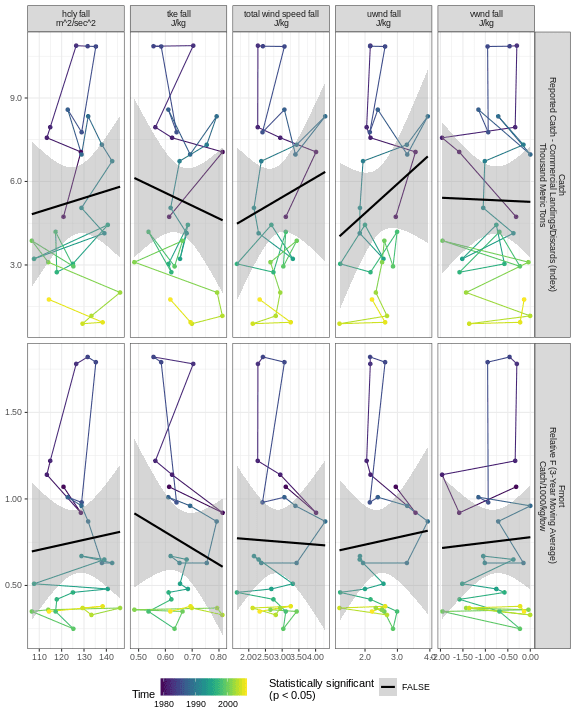 hcly fall
m^2/sec^2
tke fall
J/kg
total wind speed fall
J/kg
uwnd fall
J/kg
vwnd fall
J/kg
9.0
6.0
3.0
Catch
Reported Catch - Commercial Landings/Discards (Index)
Thousand Metric Tons
1.50
1.00
0.50
Fmort
Relative F (3-Year Moving Average)
Catch/1000/kg/tow
110 120 130 140
0.50 0.60 0.70 0.80
2.00 2.50 3.00 3.50 4.00
2.0 3.0 4.0
-2.00 -1.50 -1.00 -0.50 0.00
Time
1980 1990 2000
Statistically significant
(p < 0.05)
FALSE